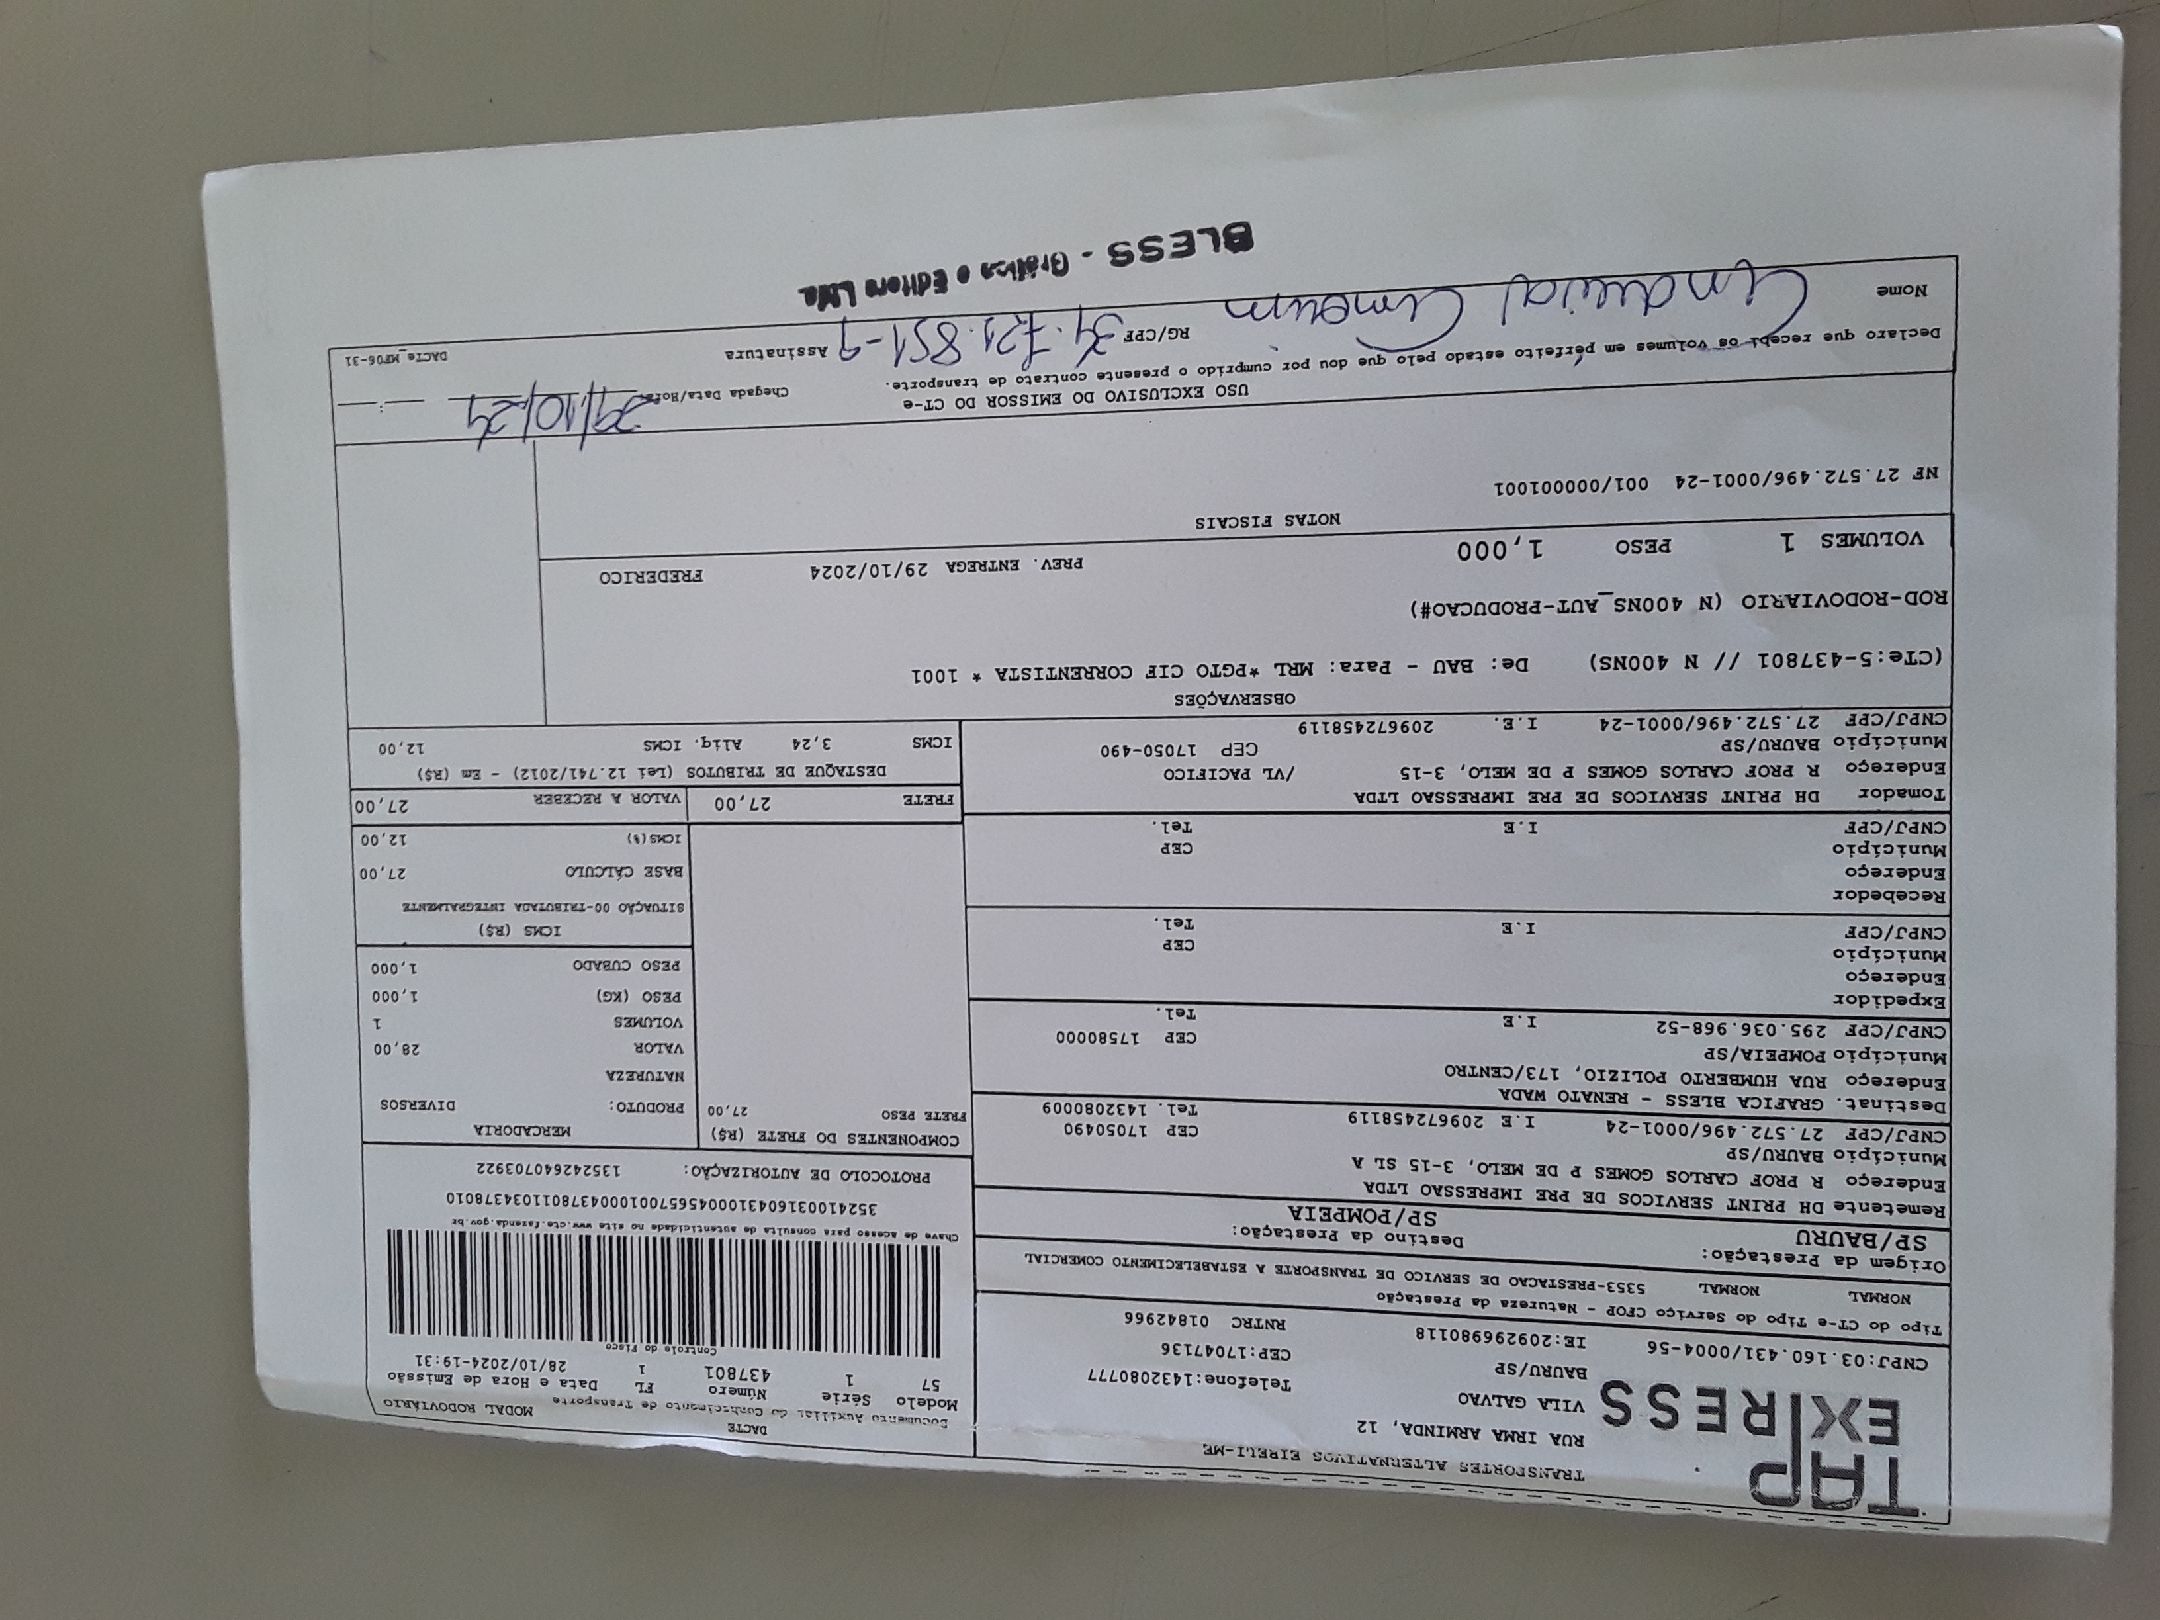 TAP
EXPRESS
TRANSPORTES ALTERNATIVOS EIRELI-ME
RUA IRMA ARMINDA, 12
VILA GALVAO Telefone:1432080777
BAURU/SP CEP:17047136
CNPJ:03.160.431/0004-56 IE:209296980118 RNTRC 01842966
DACTE
Documento Auxiliar do Conhecimento de Transporte MODAL RODOVIÁRIO
Modelo Série Número FL Data e Hora de Emissão
57 1 437801 1 28/10/2024-19:31
Controle do Fisco
Chave de acesso para consulta de autenticidade no site www.cte.fazenda.gov.br
35241003160431000456570010004378011034378010
PROTOCOLO DE AUTORIZAÇÃO: 135242640703922
Tipo do CT-e Tipo do Serviço CFOP - Natureza da Prestação
NORMAL NORMAL 5353-PRESTACAO DE SERVICO DE TRANSPORTE A ESTABELECIMENTO COMERCIAL
Origem da Prestação: Destino da Prestação:
SP/BAURU SP/POMPEIA
Remetente DH PRINT SERVICOS DE PRE IMPRESSAO LTDA
Endereço R PROF CARLOS GOMES P DE MELO, 3-15 SL A
Município BAURU/SP CEP 17050490
CNPJ/CPF 27.572.496/0001-24 I.E 209672458119 Tel. 1432080009
Destinat. GRAFICA BLESS - RENATO WADA
Endereço RUA HUMBERTO POLIZIO, 173/CENTRO
Município POMPEIA/SP CEP 17580000
CNPJ/CPF 295.036.968-52 I.E Tel.
Expedidor
Endereço
Município CEP
CNPJ/CPF I.E Tel.
Recebedor
Endereço
Município CEP
CNPJ/CPF I.E Tel.
Tomador DH PRINT SERVICOS DE PRE IMPRESSAO LTDA
Endereço R PROF CARLOS GOMES P DE MELO, 3-15 /VL PACIFICO
Município BAURU/SP CEP 17050-490
CNPJ/CPF 27.572.496/0001-24 I.E. 209672458119
COMPONENTES DO FRETE (R$)
FRETE PESO 27,00
MERCADORIA
PRODUTO: DIVERSOS
NATUREZA
VALOR 28,00
VOLUMES 1
PESO (KG) 1,000
PESO CUBADO 1,000
ICMS (R$)
SITUAÇÃO 00-TRIBUTADA INTEGRALMENTE
BASE CÁLCULO 27,00
ICMS(%) 12,00
FRETE 27,00 VALOR A RECEBER 27,00
DESTAQUE DE TRIBUTOS (Lei 12.741/2012) - Em (R$)
ICMS 3,24 Aliq. ICMS 12,00
OBSERVAÇÕES
(CTe:5-437801 // N 400NS) De: BAU - Para: MRL *PGTO CIF CORRENTISTA * 1001
ROD-RODOVIARIO (N 400NS_AUT-PRODUCAO#)
PREV. ENTREGA 29/10/2024 FREDERICO
VOLUMES 1 PESO 1,000
NOTAS FISCAIS
NF 27.572.496/0001-24 001/000001001
USO EXCLUSIVO DO EMISSOR DO CT-e
Declaro que recebi os volumes em perfeito estado pelo que dou por cumprido o presente contrato de transporte.
Chegada Data/Hora 29/10/24
Nome RG/CPF 34.721.851-9 Assinatura
DACTe_MF06-31
BLESS - Gráfica e Editora Ltda